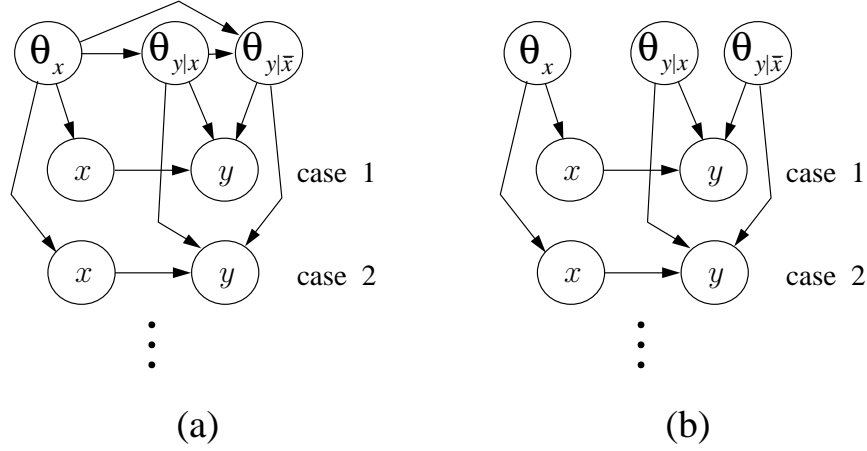 θx θy|x θy|x̄ θx θy|x θy|x̄
x y case 1 x y case 1
x y case 2 x y case 2
(a) (b)